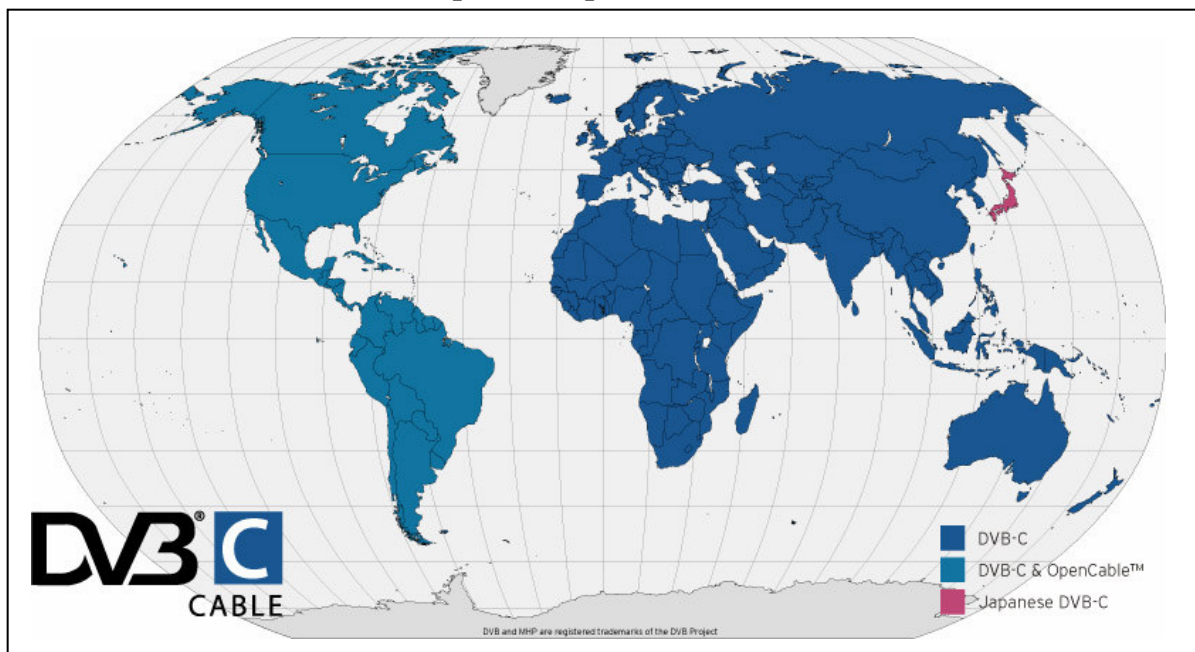 DVB® C
CABLE
DVB-C
DVB-C & OpenCable™
Japanese DVB-C
DVB and MHP are registered trademarks of the DVB Project